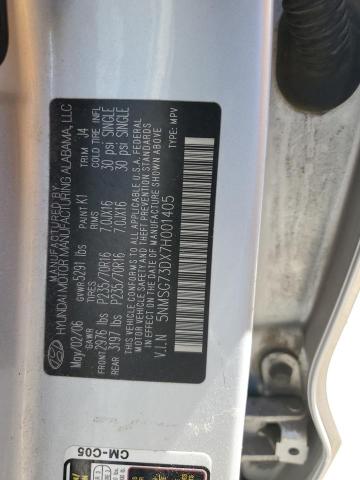 MANUFACTURED BY
HYUNDAI MOTOR MANUFACTURING ALABAMA, LLC
May/02/06 GVWR 5291 lbs PAINT K1 TRIM J4
GAWR TIRES RIMS COLD TIRE INFL
FRONT 2976 lbs P235/70R16 7.0JX16 30 psi SINGLE
REAR 3197 lbs P235/70R16 7.0JX16 30 psi SINGLE
THIS VEHICLE CONFORMS TO ALL APPLICABLE U.S.A. FEDERAL
MOTOR VEHICLE SAFETY, BUMPER, AND THEFT PREVENTION STANDARDS
IN EFFECT ON THE DATE OF MANUFACTURE SHOWN ABOVE.
V.I.N 5NMSG73DX7H001405 TYPE: MPV
CM-C05